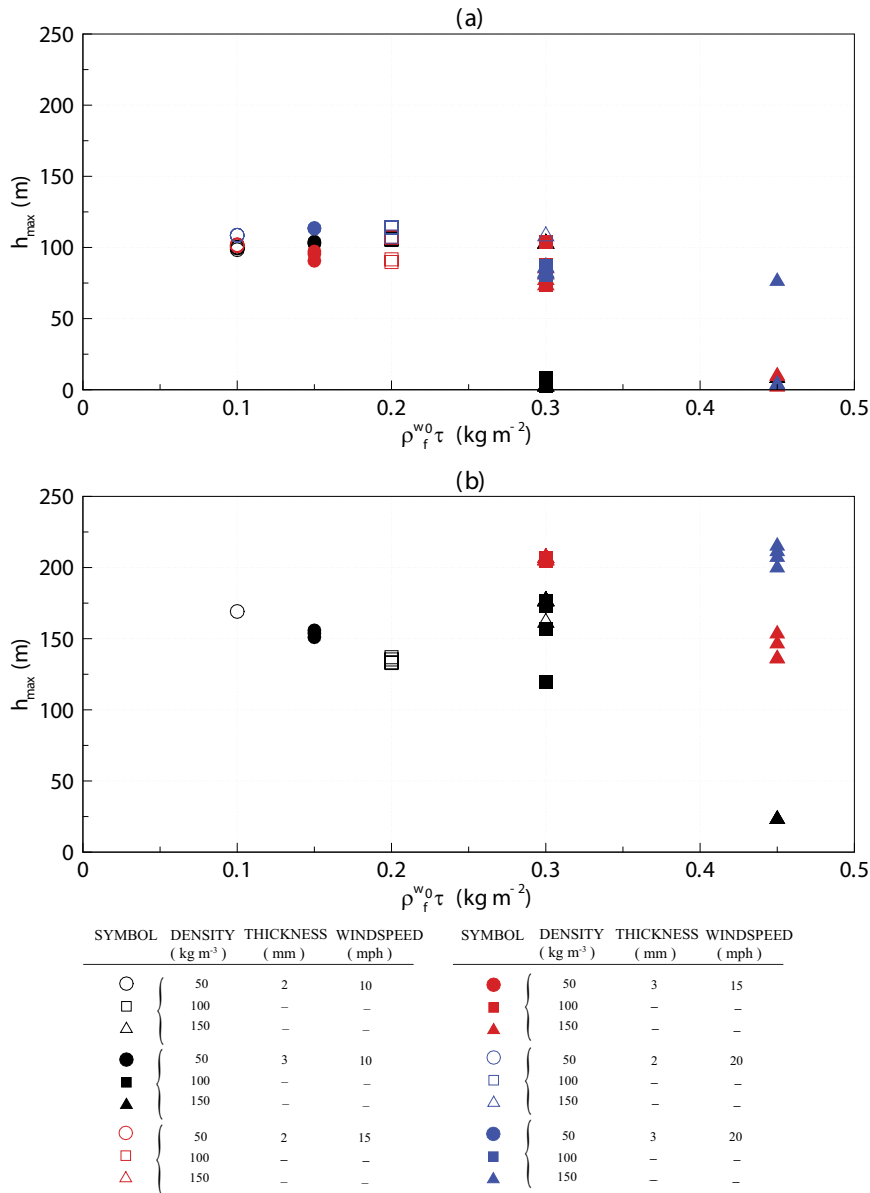 (a)
250
200
150
100
50
0
h_max (m)
0 0.1 0.2 0.3 0.4 0.5
ρ_f^w0 τ (kg m⁻²)
(b)
250
200
150
100
50
0
h_max (m)
0 0.1 0.2 0.3 0.4 0.5
ρ_f^w0 τ (kg m⁻²)
SYMBOL DENSITY THICKNESS WINDSPEED
( kg m⁻³ ) ( mm ) ( mph )
50 2 10
100 – –
150 – –
50 3 10
100 – –
150 – –
50 2 15
100 – –
150 – –
SYMBOL DENSITY THICKNESS WINDSPEED
( kg m⁻³ ) ( mm ) ( mph )
50 3 15
100 – –
150 – –
50 2 20
100 – –
150 – –
50 3 20
100 – –
150 – –